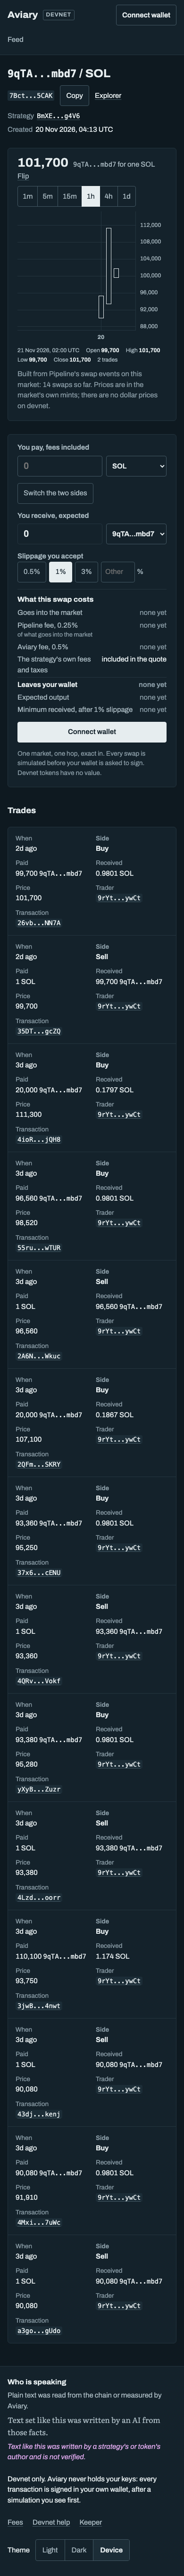 Aviary DEVNET Connect wallet
Feed
9qTA...mbd7 / SOL
7Bct...5CAK Copy Explorer
Strategy BmXE...g4V6
Created 20 Nov 2026, 04:13 UTC
101,700 9qTA...mbd7 for one SOL
Flip
1m 5m 15m 1h 4h 1d
112,000
108,000
104,000
100,000
96,000
92,000
88,000
20
21 Nov 2026, 02:00 UTC Open 99,700 High 101,700
Low 99,700 Close 101,700 2 trades
Built from Pipeline's swap events on this
market: 14 swaps so far. Prices are in the
market's own mints; there are no dollar prices
on devnet.
You pay, fees included
0 SOL
Switch the two sides
You receive, expected
0 9qTA...mbd7
Slippage you accept
0.5% 1% 3% Other %
What this swap costs
Goes into the market none yet
Pipeline fee, 0.25% none yet
of what goes into the market
Aviary fee, 0.5% none yet
The strategy's own fees included in the quote
and taxes
Leaves your wallet none yet
Expected output none yet
Minimum received, after 1% slippage none yet
Connect wallet
One market, one hop, exact in. Every swap is
simulated before your wallet is asked to sign.
Devnet tokens have no value.
Trades
When Side
2d ago Buy
Paid Received
99,700 9qTA...mbd7 0.9801 SOL
Price Trader
101,700 9rYt...ywCt
Transaction
26vb...NN7A
When Side
2d ago Sell
Paid Received
1 SOL 99,700 9qTA...mbd7
Price Trader
99,700 9rYt...ywCt
Transaction
35DT...gcZQ
When Side
3d ago Buy
Paid Received
20,000 9qTA...mbd7 0.1797 SOL
Price Trader
111,300 9rYt...ywCt
Transaction
4ioR...jQH8
When Side
3d ago Buy
Paid Received
96,560 9qTA...mbd7 0.9801 SOL
Price Trader
98,520 9rYt...ywCt
Transaction
55ru...wTUR
When Side
3d ago Sell
Paid Received
1 SOL 96,560 9qTA...mbd7
Price Trader
96,560 9rYt...ywCt
Transaction
2A6N...Wkuc
When Side
3d ago Buy
Paid Received
20,000 9qTA...mbd7 0.1867 SOL
Price Trader
107,100 9rYt...ywCt
Transaction
2QFm...SKRY
When Side
3d ago Buy
Paid Received
93,360 9qTA...mbd7 0.9801 SOL
Price Trader
95,250 9rYt...ywCt
Transaction
37x6...cENU
When Side
3d ago Sell
Paid Received
1 SOL 93,360 9qTA...mbd7
Price Trader
93,360 9rYt...ywCt
Transaction
4QRv...Vokf
When Side
3d ago Buy
Paid Received
93,380 9qTA...mbd7 0.9801 SOL
Price Trader
95,280 9rYt...ywCt
Transaction
yXyB...Zuzr
When Side
3d ago Sell
Paid Received
1 SOL 93,380 9qTA...mbd7
Price Trader
93,380 9rYt...ywCt
Transaction
4Lzd...oorr
When Side
3d ago Buy
Paid Received
110,100 9qTA...mbd7 1.174 SOL
Price Trader
93,750 9rYt...ywCt
Transaction
3jwB...4nwt
When Side
3d ago Sell
Paid Received
1 SOL 90,080 9qTA...mbd7
Price Trader
90,080 9rYt...ywCt
Transaction
43dj...kenj
When Side
3d ago Buy
Paid Received
90,080 9qTA...mbd7 0.9801 SOL
Price Trader
91,910 9rYt...ywCt
Transaction
4Mxi...7uWc
When Side
3d ago Sell
Paid Received
1 SOL 90,080 9qTA...mbd7
Price Trader
90,080 9rYt...ywCt
Transaction
a3go...gUdo
Who is speaking
Plain text was read from the chain or measured by
Aviary.
Text set like this was written by an AI from
those facts.
Text like this was written by a strategy's or token's
author and is not verified.
Devnet only. Aviary never holds your keys: every
transaction is signed in your own wallet, after a
simulation you see first.
Fees Devnet help Keeper
Theme Light Dark Device